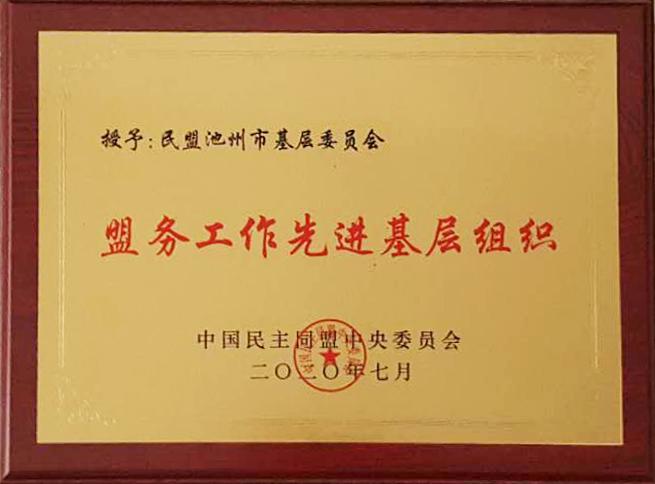 授予：民盟池州市基层委员会
盟务工作先进基层组织
中国民主同盟中央委员会
二〇二〇年七月